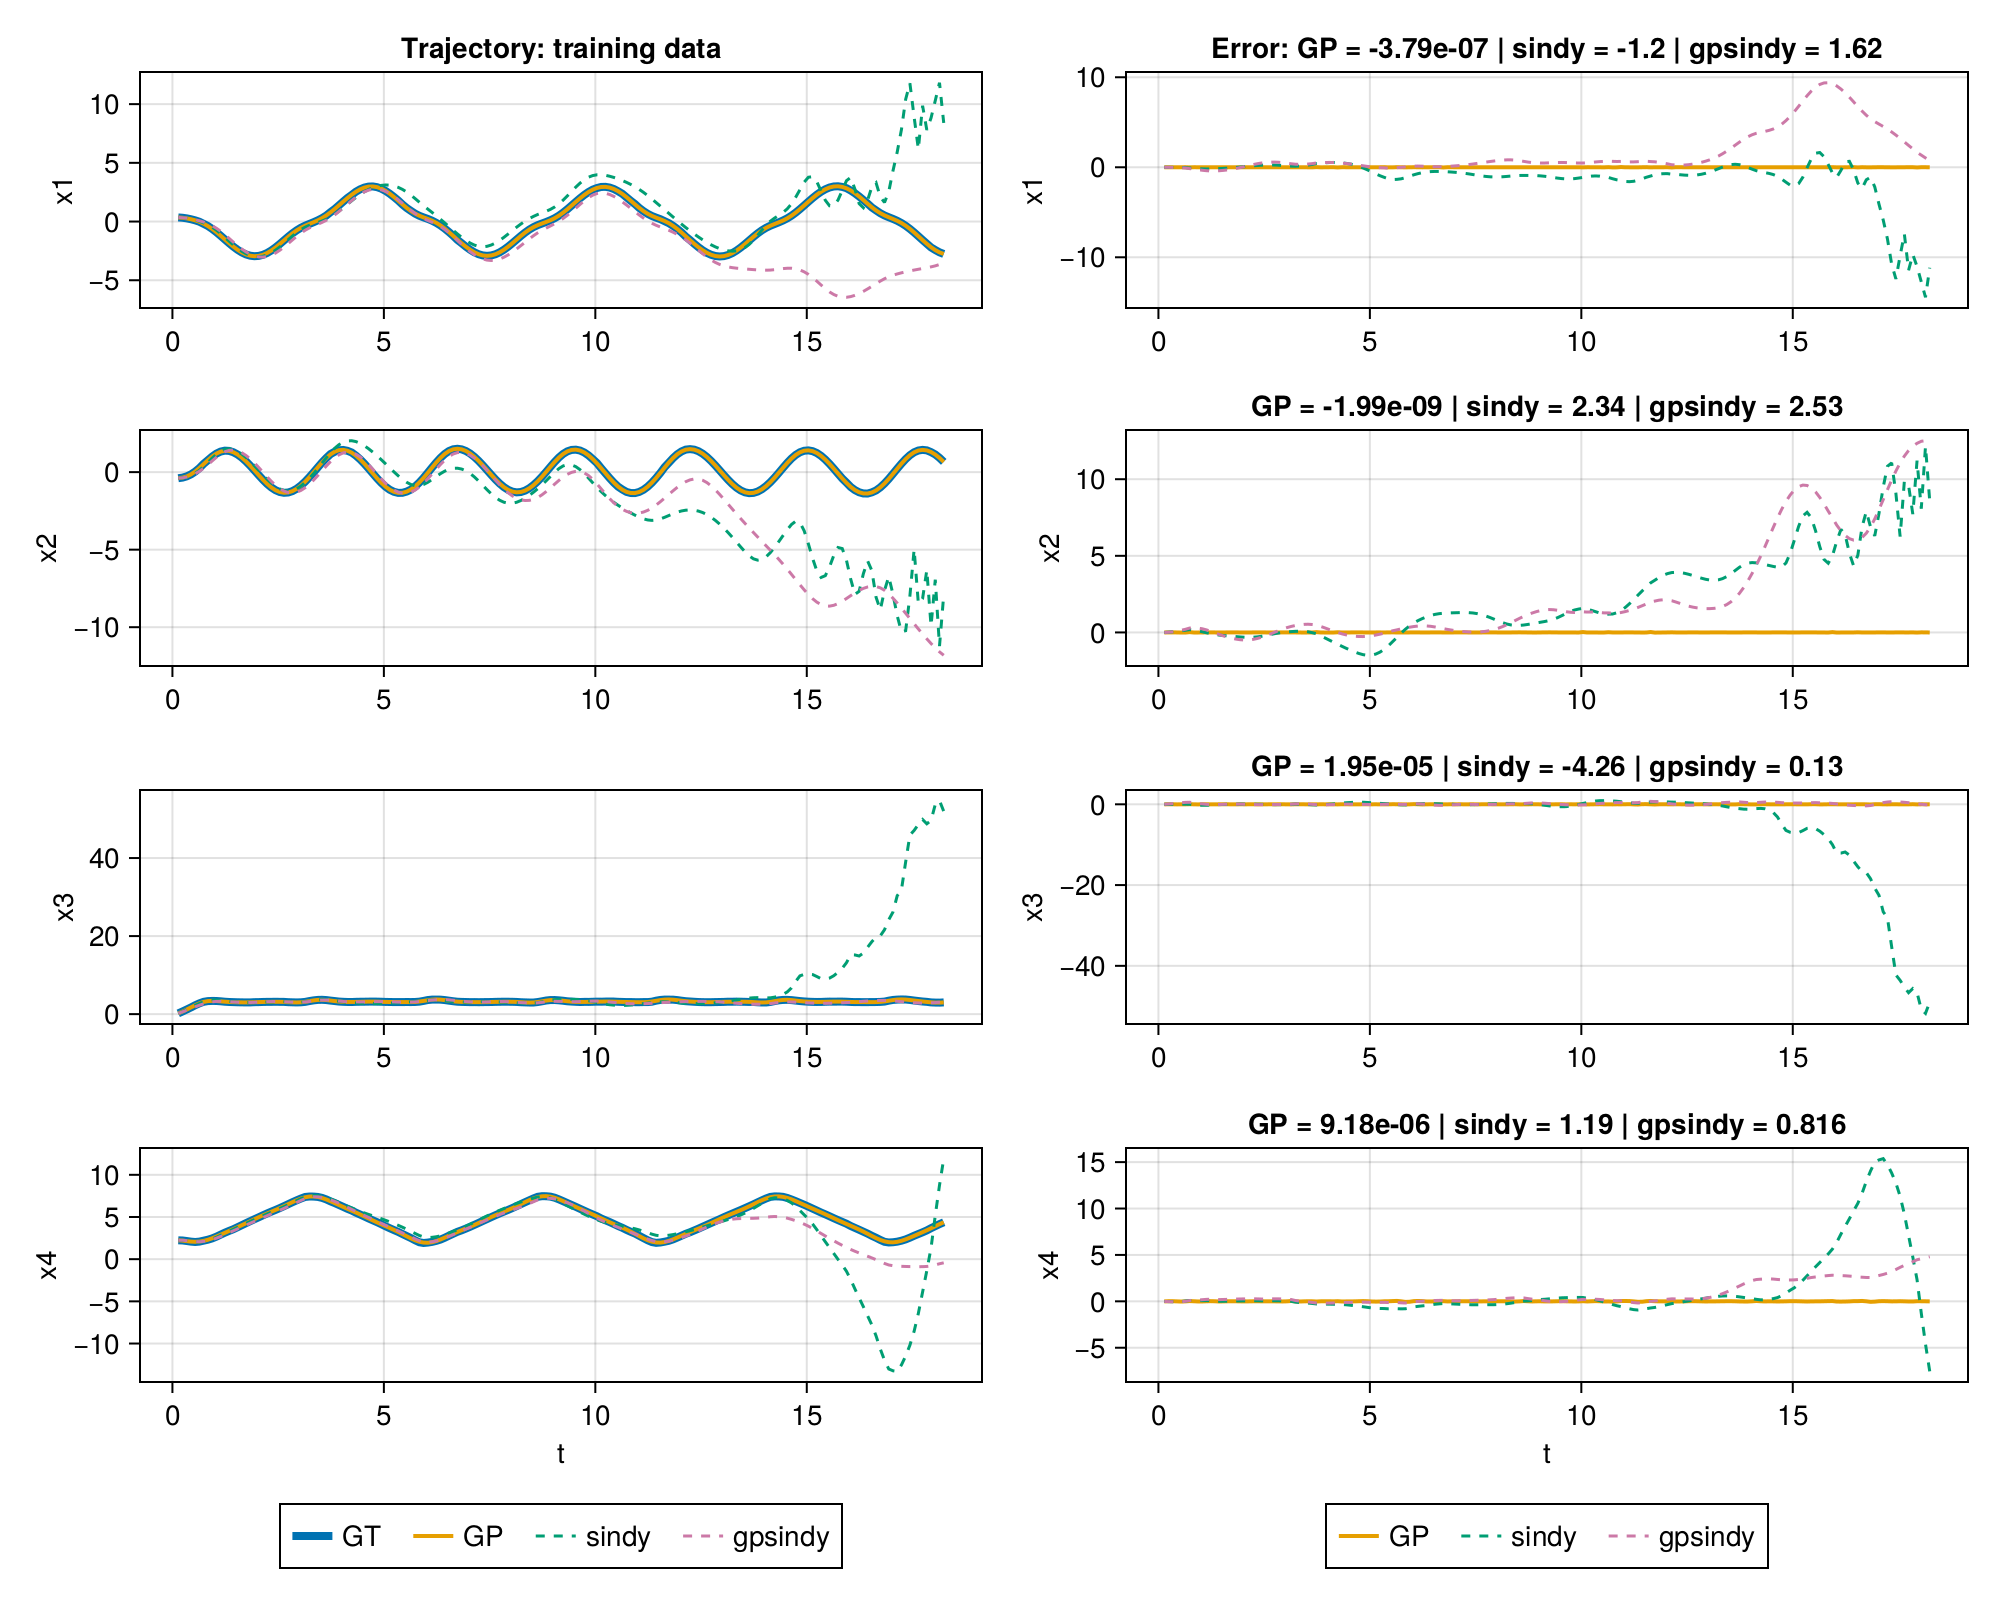 Trajectory: training data
Error: GP = -3.79e-07 | sindy = -1.2 | gpsindy = 1.62
x1
10
5
0
−5
0 5 10 15
x1
10
0
−10
0 5 10 15
GP = -1.99e-09 | sindy = 2.34 | gpsindy = 2.53
x2
0
−5
−10
0 5 10 15
x2
10
5
0
0 5 10 15
GP = 1.95e-05 | sindy = -4.26 | gpsindy = 0.13
x3
40
20
0
0 5 10 15
x3
0
−20
−40
0 5 10 15
GP = 9.18e-06 | sindy = 1.19 | gpsindy = 0.816
x4
10
5
0
−5
−10
0 5 10 15
t
x4
15
10
5
0
−5
0 5 10 15
t
GT GP sindy gpsindy
GP sindy gpsindy